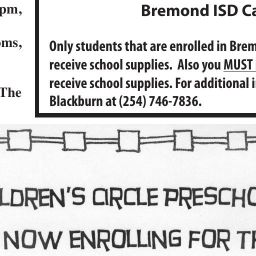 pm,
oms,
The
Bremond ISD Ca
Only students that are enrolled in Brem
receive school supplies. Also you MUST
receive school supplies. For additional i
Blackburn at (254) 746-7836.
LDREN'S CIRCLE PRESCHO
NOW ENROLLING FOR TH